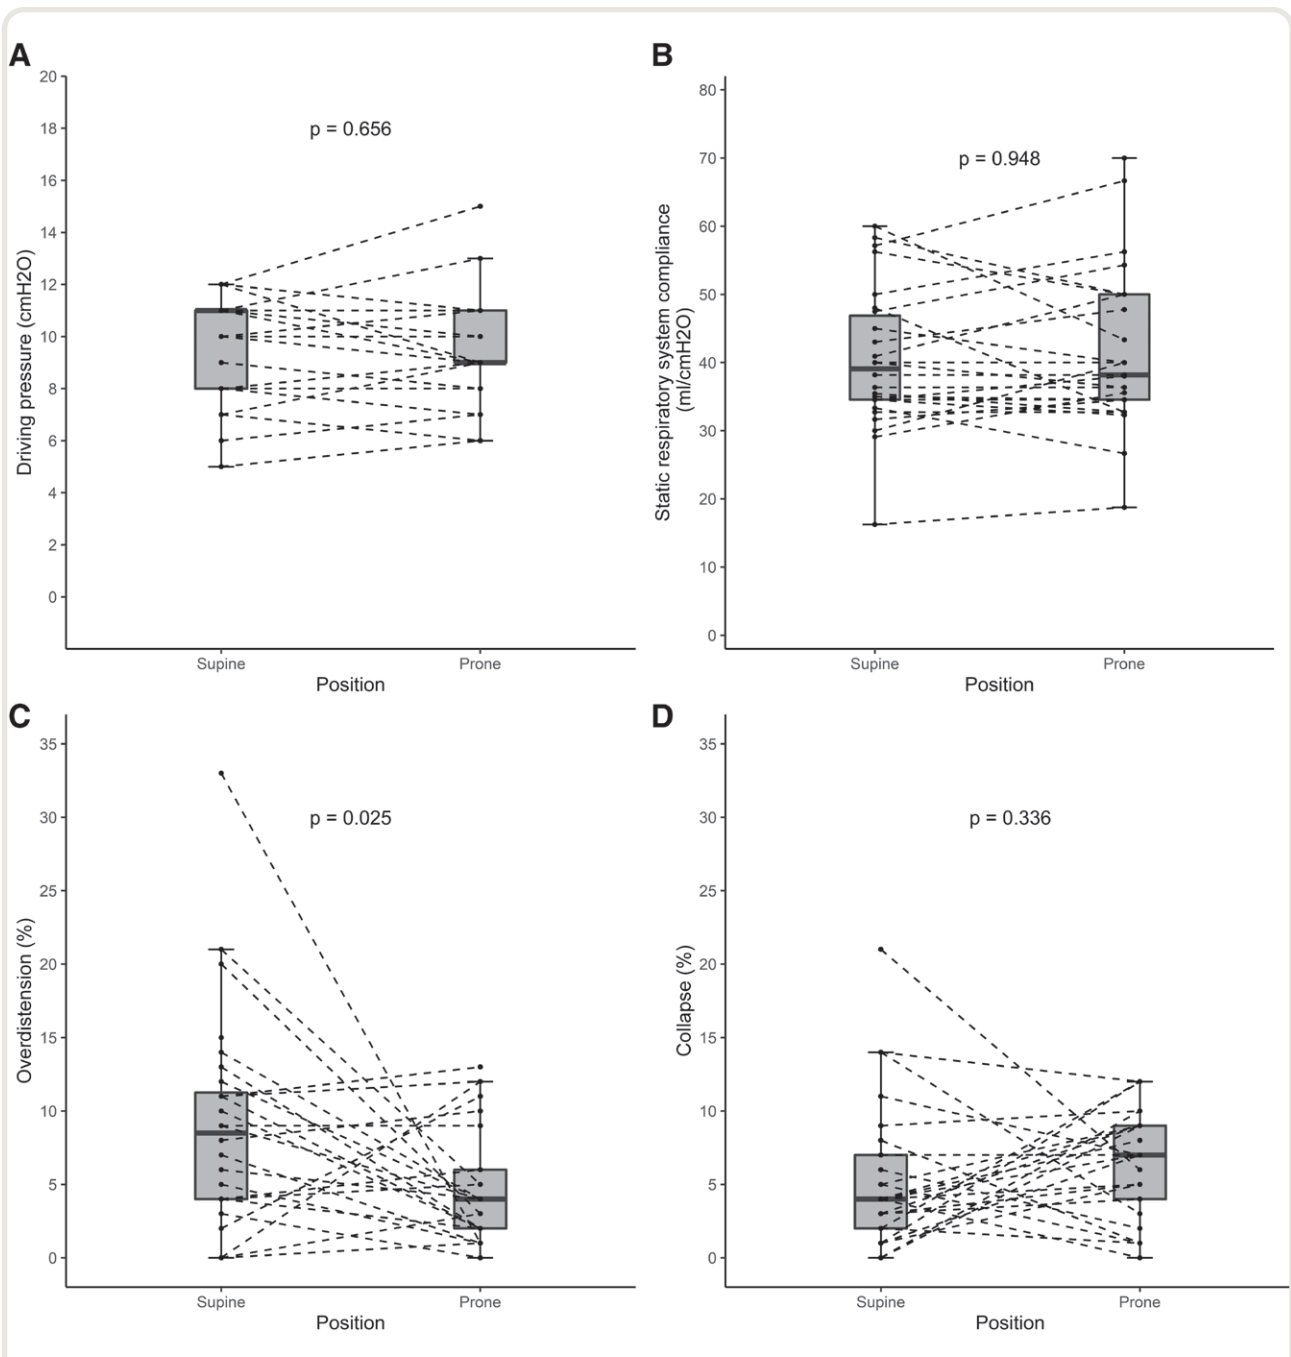 A
Driving pressure (cmH2O)
20
18
16
14
12
10
8
6
4
2
0
p = 0.656
Supine
Prone
Position
B
Static respiratory system compliance
(ml/cmH2O)
80
70
60
50
40
30
20
10
0
p = 0.948
Supine
Prone
Position
C
Overdistension (%)
35
30
25
20
15
10
5
0
p = 0.025
Supine
Prone
Position
D
Collapse (%)
35
30
25
20
15
10
5
0
p = 0.336
Supine
Prone
Position